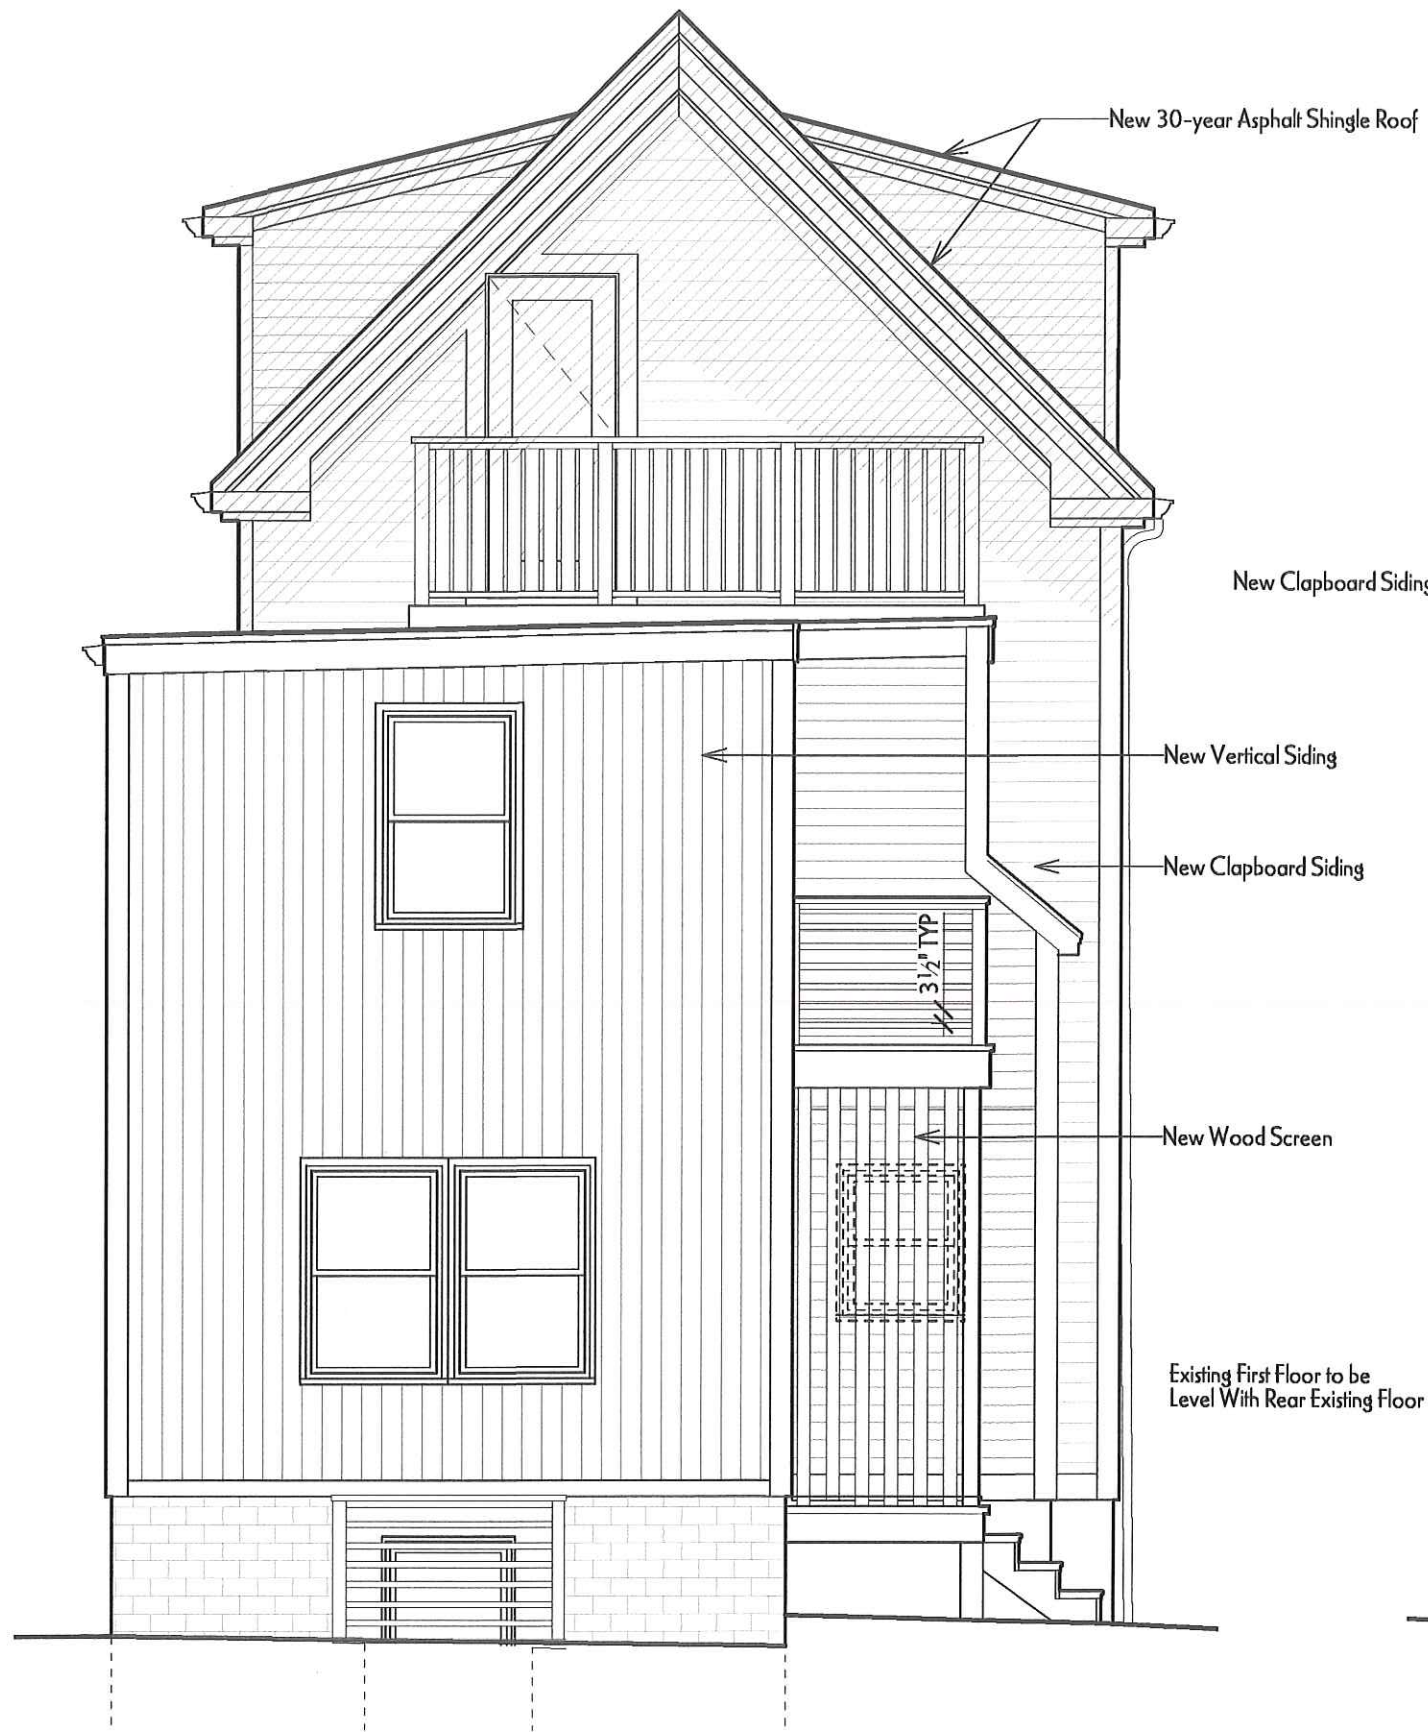 New 30-year Asphalt Shingle Roof
New Clapboard Siding
New Vertical Siding
New Clapboard Siding
3½" TYP
New Wood Screen
Existing First Floor to be
Level With Rear Existing Floor